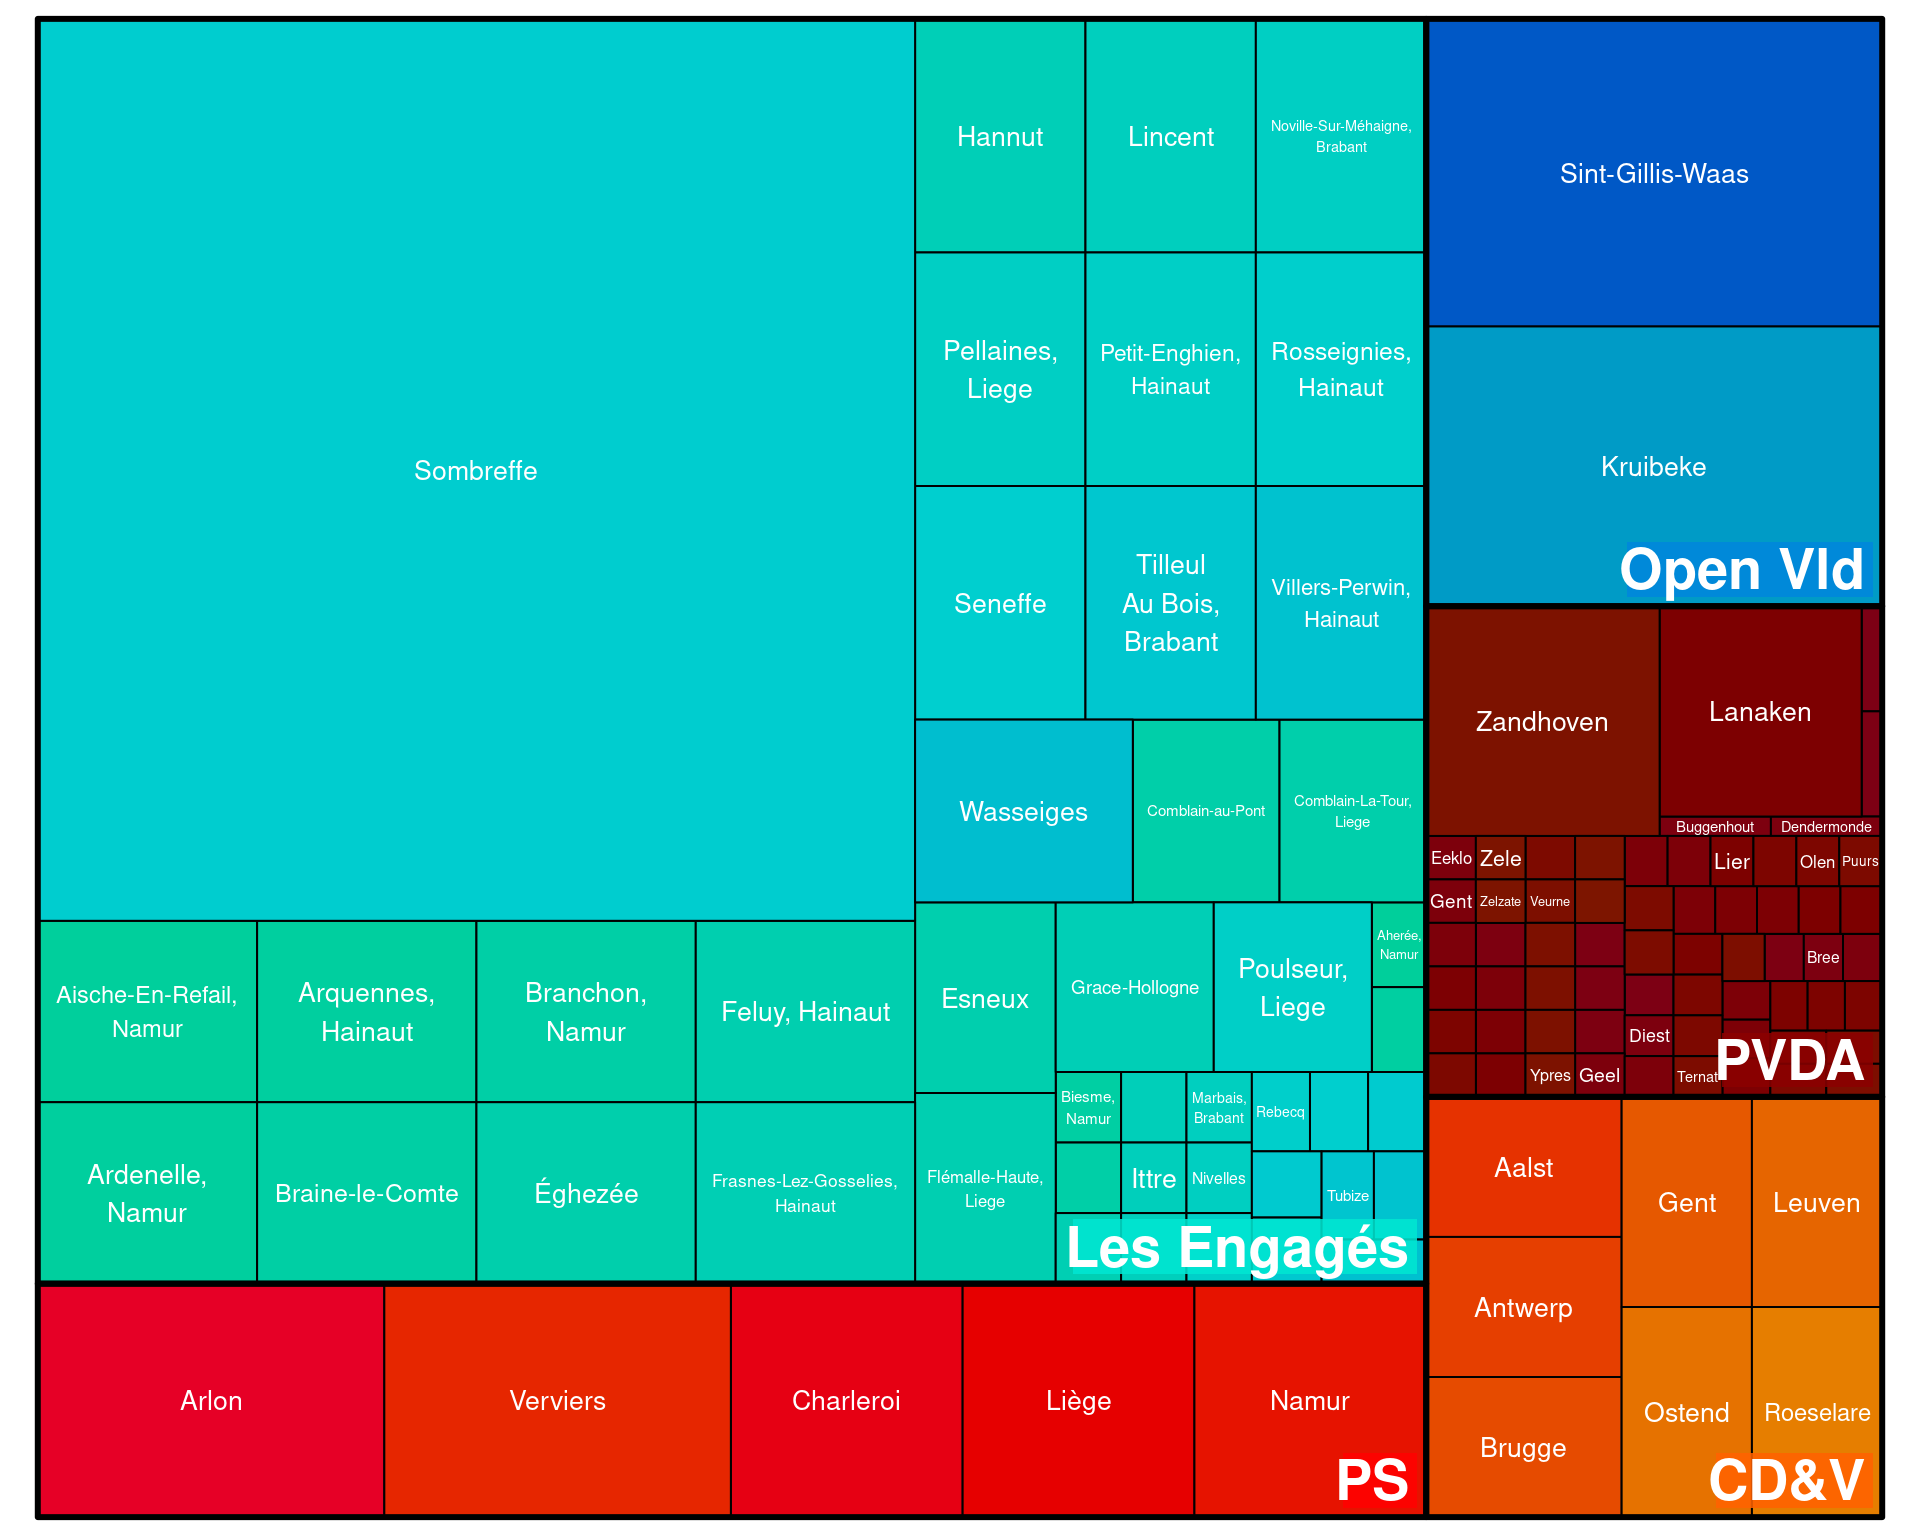 Sombreffe
Hannut
Lincent
Noville-Sur-Méhaigne,
Brabant
Pellaines,
Liege
Petit-Enghien,
Hainaut
Rosseignies,
Hainaut
Seneffe
Tilleul
Au Bois,
Brabant
Villers-Perwin,
Hainaut
Wasseiges
Comblain-au-Pont
Comblain-La-Tour,
Liege
Aische-En-Refail,
Namur
Arquennes,
Hainaut
Branchon,
Namur
Feluy, Hainaut
Ardenelle,
Namur
Braine-le-Comte
Éghezée
Frasnes-Lez-Gosselies,
Hainaut
Esneux
Grace-Hollogne
Poulseur,
Liege
Aherée,
Namur
Flémalle-Haute,
Liege
Biesme,
Namur
Marbais,
Brabant
Rebecq
Ittre
Nivelles
Tubize
Les Engagés
Arlon
Verviers
Charleroi
Liège
Namur
PS
Sint-Gillis-Waas
Kruibeke
Open Vld
Zandhoven
Lanaken
Buggenhout
Dendermonde
Eeklo
Zele
Lier
Olen
Puurs
Gent
Zelzate
Veurne
Bree
Diest
Ypres
Geel
Ternat
PVDA
Aalst
Antwerp
Brugge
Gent
Leuven
Ostend
Roeselare
CD&V